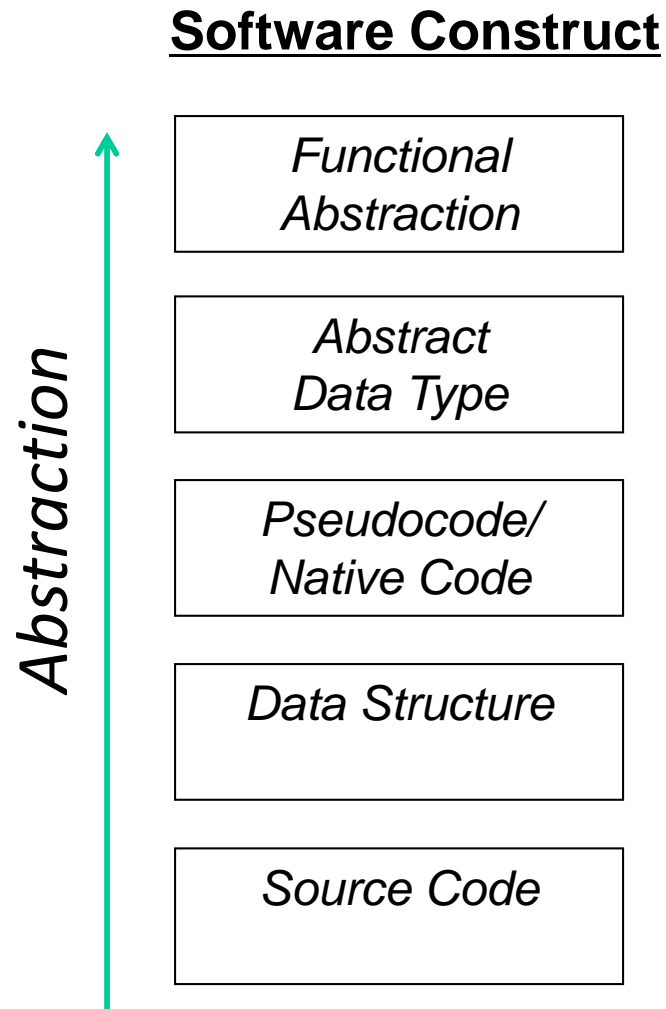 Software Construct
Functional
Abstraction
Abstract
Data Type
Pseudocode/
Native Code
Data Structure
Source Code
Abstraction